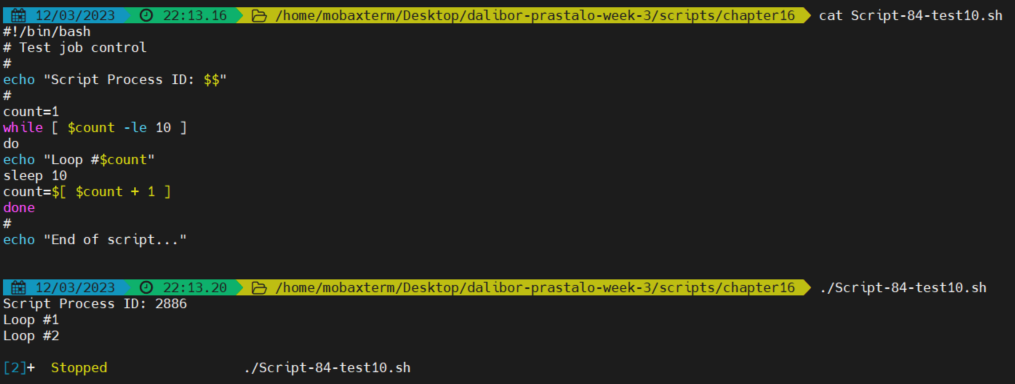 12/03/2023 22:13.16 /home/mobaxterm/Desktop/dalibor-prastalo-week-3/scripts/chapter16 cat Script-84-test10.sh
#!/bin/bash
# Test job control
#
echo "Script Process ID: $$"
#
count=1
while [ $count -le 10 ]
do
echo "Loop #$count"
sleep 10
count=$[ $count + 1 ]
done
#
echo "End of script..."
12/03/2023 22:13.20 /home/mobaxterm/Desktop/dalibor-prastalo-week-3/scripts/chapter16 ./Script-84-test10.sh
Script Process ID: 2886
Loop #1
Loop #2
[2]+ Stopped ./Script-84-test10.sh